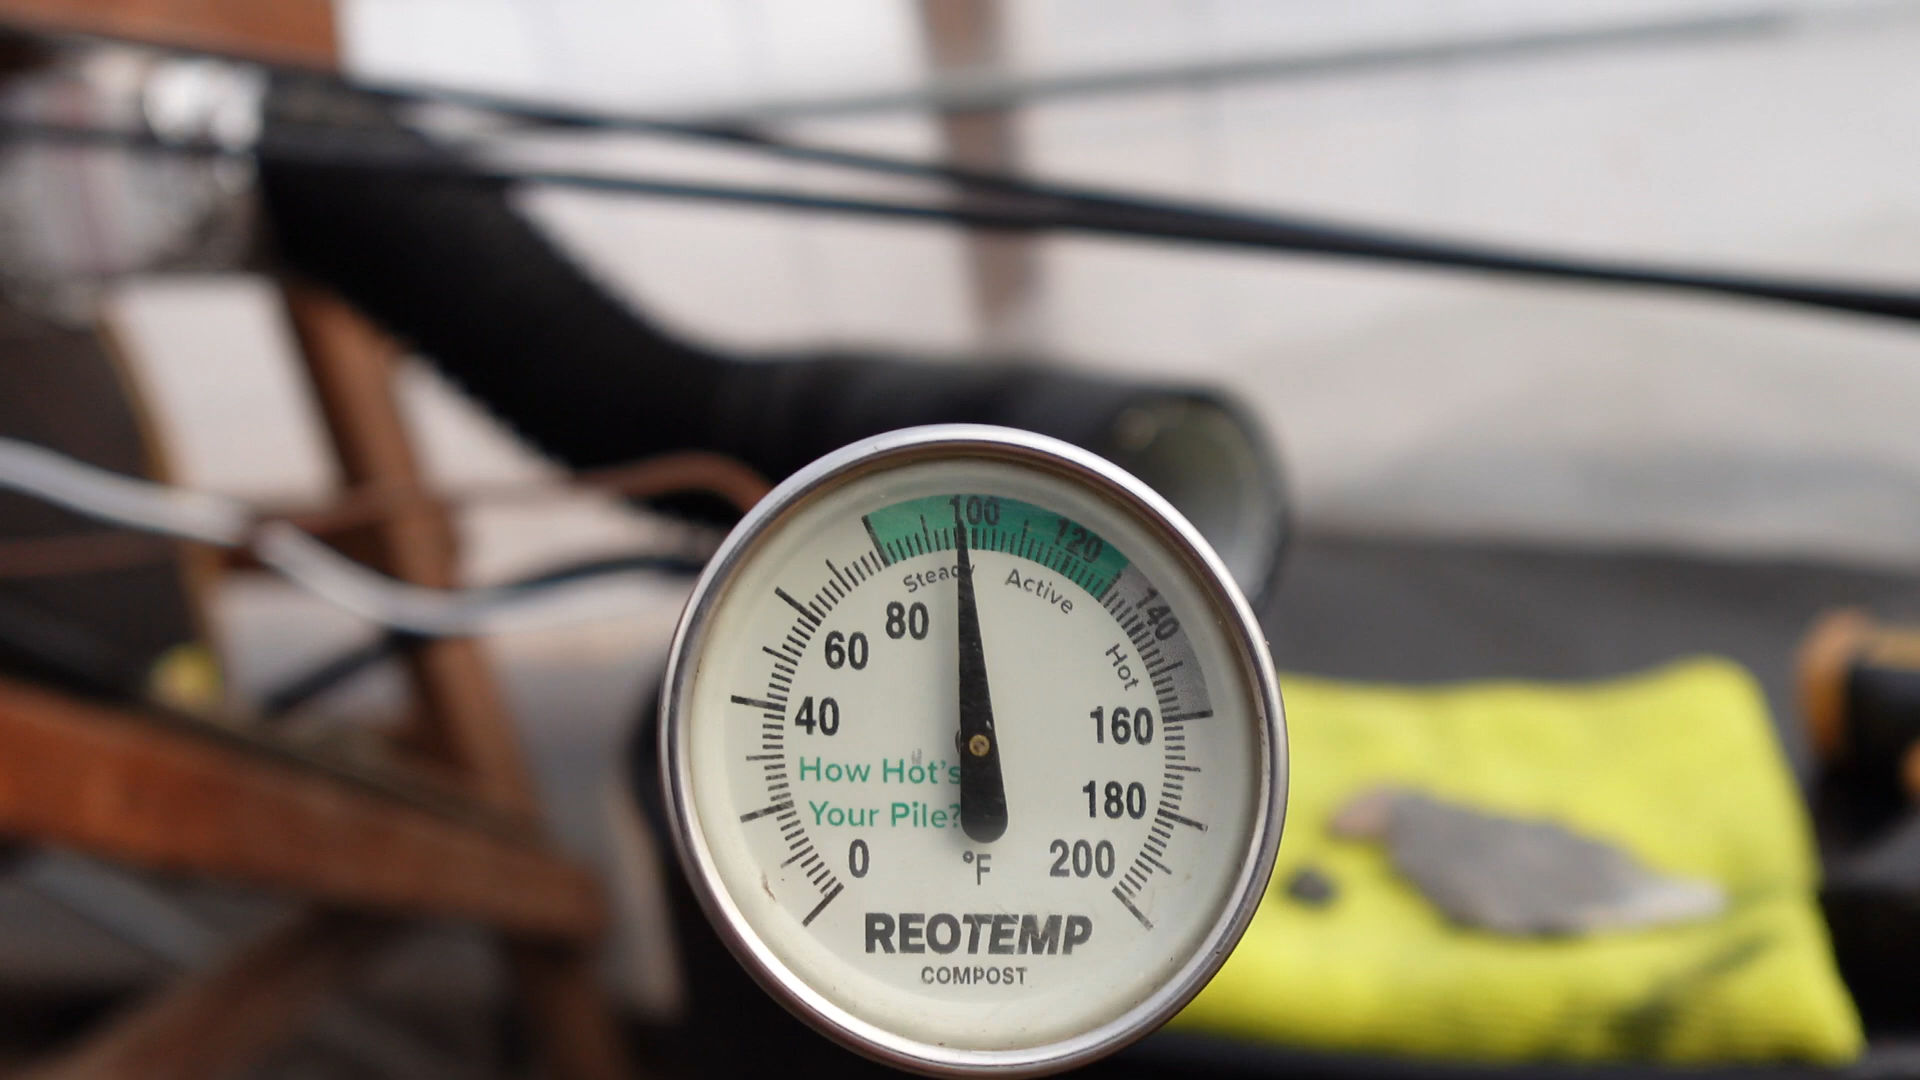 100
120
140
Steady
Active
Hot
80
60
40
160
180
How Hot's
Your Pile?
0
200
°F
REOTEMP
COMPOST